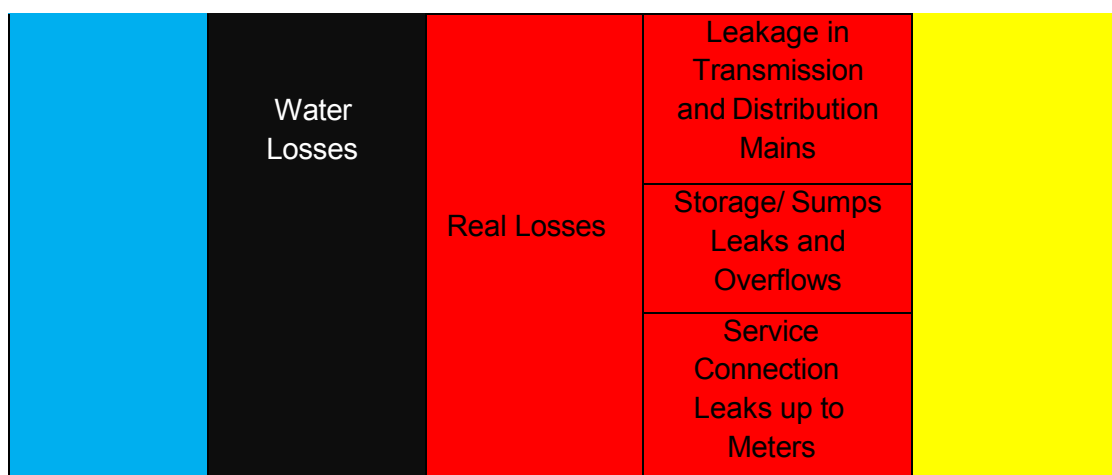 Water
Losses
Real Losses
Leakage in
Transmission
and Distribution
Mains
Storage/ Sumps
Leaks and
Overflows
Service
Connection
Leaks up to
Meters